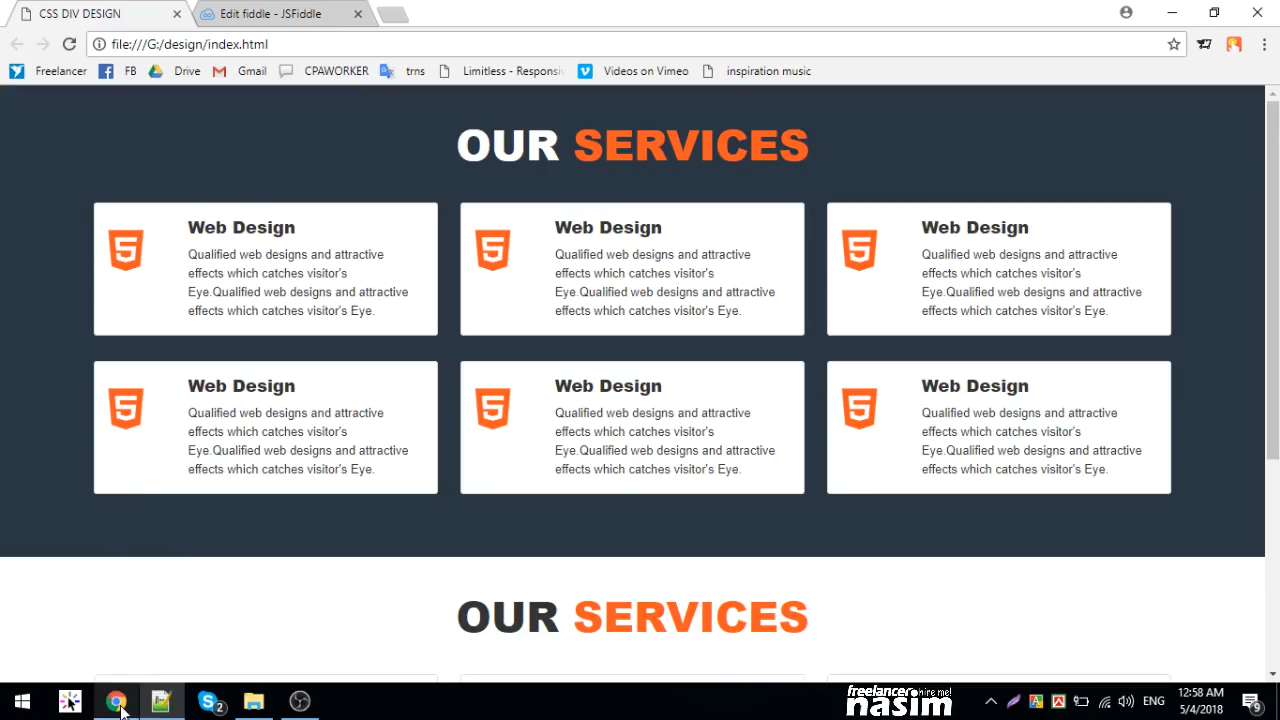 CSS DIV DESIGN
Edit fiddle - JSFiddle
file:///G:/design/index.html
Freelancer FB Drive Gmail CPAWORKER trns Limitless - Responsiv Videos on Vimeo inspiration music
OUR SERVICES
Web Design
Qualified web designs and attractive
effects which catches visitor's
Eye.Qualified web designs and attractive
effects which catches visitor's Eye.
Web Design
Qualified web designs and attractive
effects which catches visitor's
Eye.Qualified web designs and attractive
effects which catches visitor's Eye.
Web Design
Qualified web designs and attractive
effects which catches visitor's
Eye.Qualified web designs and attractive
effects which catches visitor's Eye.
Web Design
Qualified web designs and attractive
effects which catches visitor's
Eye.Qualified web designs and attractive
effects which catches visitor's Eye.
Web Design
Qualified web designs and attractive
effects which catches visitor's
Eye.Qualified web designs and attractive
effects which catches visitor's Eye.
Web Design
Qualified web designs and attractive
effects which catches visitor's
Eye.Qualified web designs and attractive
effects which catches visitor's Eye.
OUR SERVICES
2
freelancer hire me!
nasim
ENG
12:58 AM
5/4/2018
9